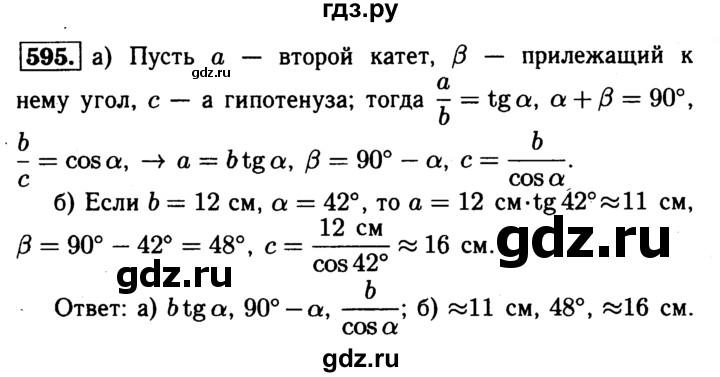 гдз.ру
595. а) Пусть a — второй катет, β — прилежащий к
gdz.ru
нему угол, c — а гипотенуза; тогда a/b = tg α, α + β = 90°,
b/c = cos α, → a = b tg α, β = 90° − α, c = b/cos α.
б) Если b = 12 см, α = 42°, то a = 12 см·tg 42° ≈ 11 см,
β = 90° − 42° = 48°, c = 12 см/cos 42° ≈ 16 см.
gdz.ru
gdz.ru
Ответ: а) b tg α, 90° − α, b/cos α; б) ≈11 см, 48°, ≈16 см.
gdz.ru